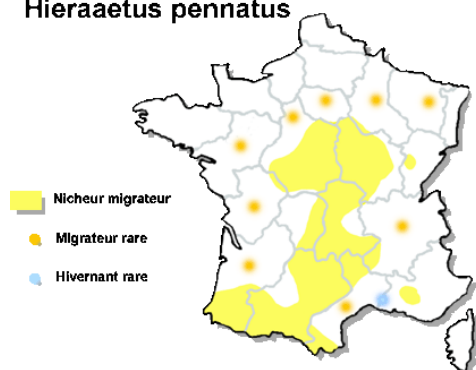 Hieraaetus pennatus
Nicheur migrateur
Migrateur rare
Hivernant rare